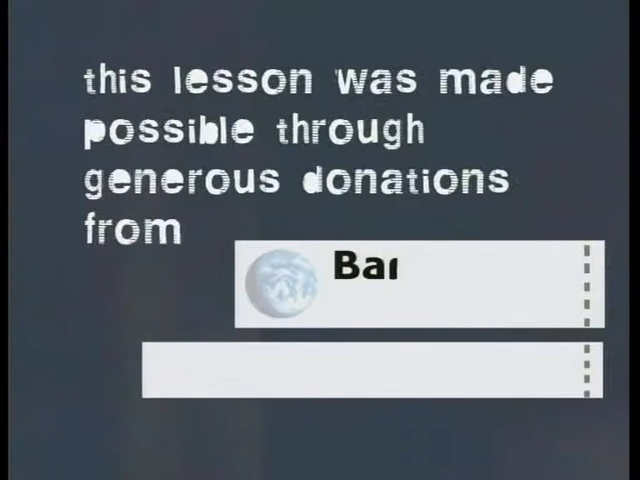 this lesson was made
possible through
generous donations
from
Bar